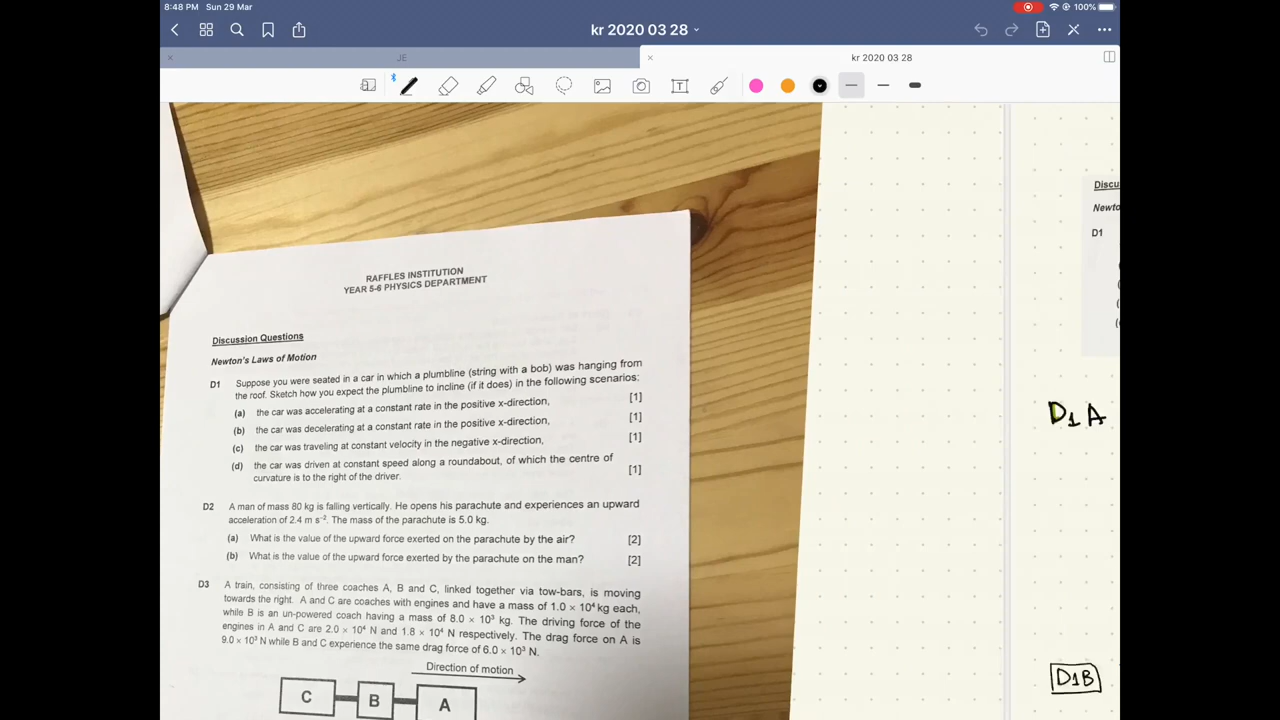 8:48 PM Sun 29 Mar
100%
kr 2020 03 28
JE
kr 2020 03 28
T
RAFFLES INSTITUTION
YEAR 5-6 PHYSICS DEPARTMENT
Discussion Questions
Newton's Laws of Motion
D1 Suppose you were seated in a car in which a plumbline (string with a bob) was hanging from
the roof. Sketch how you expect the plumbline to incline (if it does) in the following scenarios:
(a) the car was accelerating at a constant rate in the positive x-direction, [1]
(b) the car was decelerating at a constant rate in the positive x-direction, [1]
(c) the car was traveling at constant velocity in the negative x-direction, [1]
(d) the car was driven at constant speed along a roundabout, of which the centre of
curvature is to the right of the driver. [1]
D2 A man of mass 80 kg is falling vertically. He opens his parachute and experiences an upward
acceleration of 2.4 m s⁻². The mass of the parachute is 5.0 kg.
(a) What is the value of the upward force exerted on the parachute by the air? [2]
(b) What is the value of the upward force exerted by the parachute on the man? [2]
D3 A train, consisting of three coaches A, B and C, linked together via tow-bars, is moving
towards the right. A and C are coaches with engines and have a mass of 1.0 × 10⁴ kg each,
while B is an un-powered coach having a mass of 8.0 × 10³ kg. The driving force of the
engines in A and C are 2.0 × 10⁴ N and 1.8 × 10⁴ N respectively. The drag force on A is
9.0 × 10³ N while B and C experience the same drag force of 6.0 × 10³ N.
Direction of motion
C B A
Discu
Newto
D1
D1A
D1B